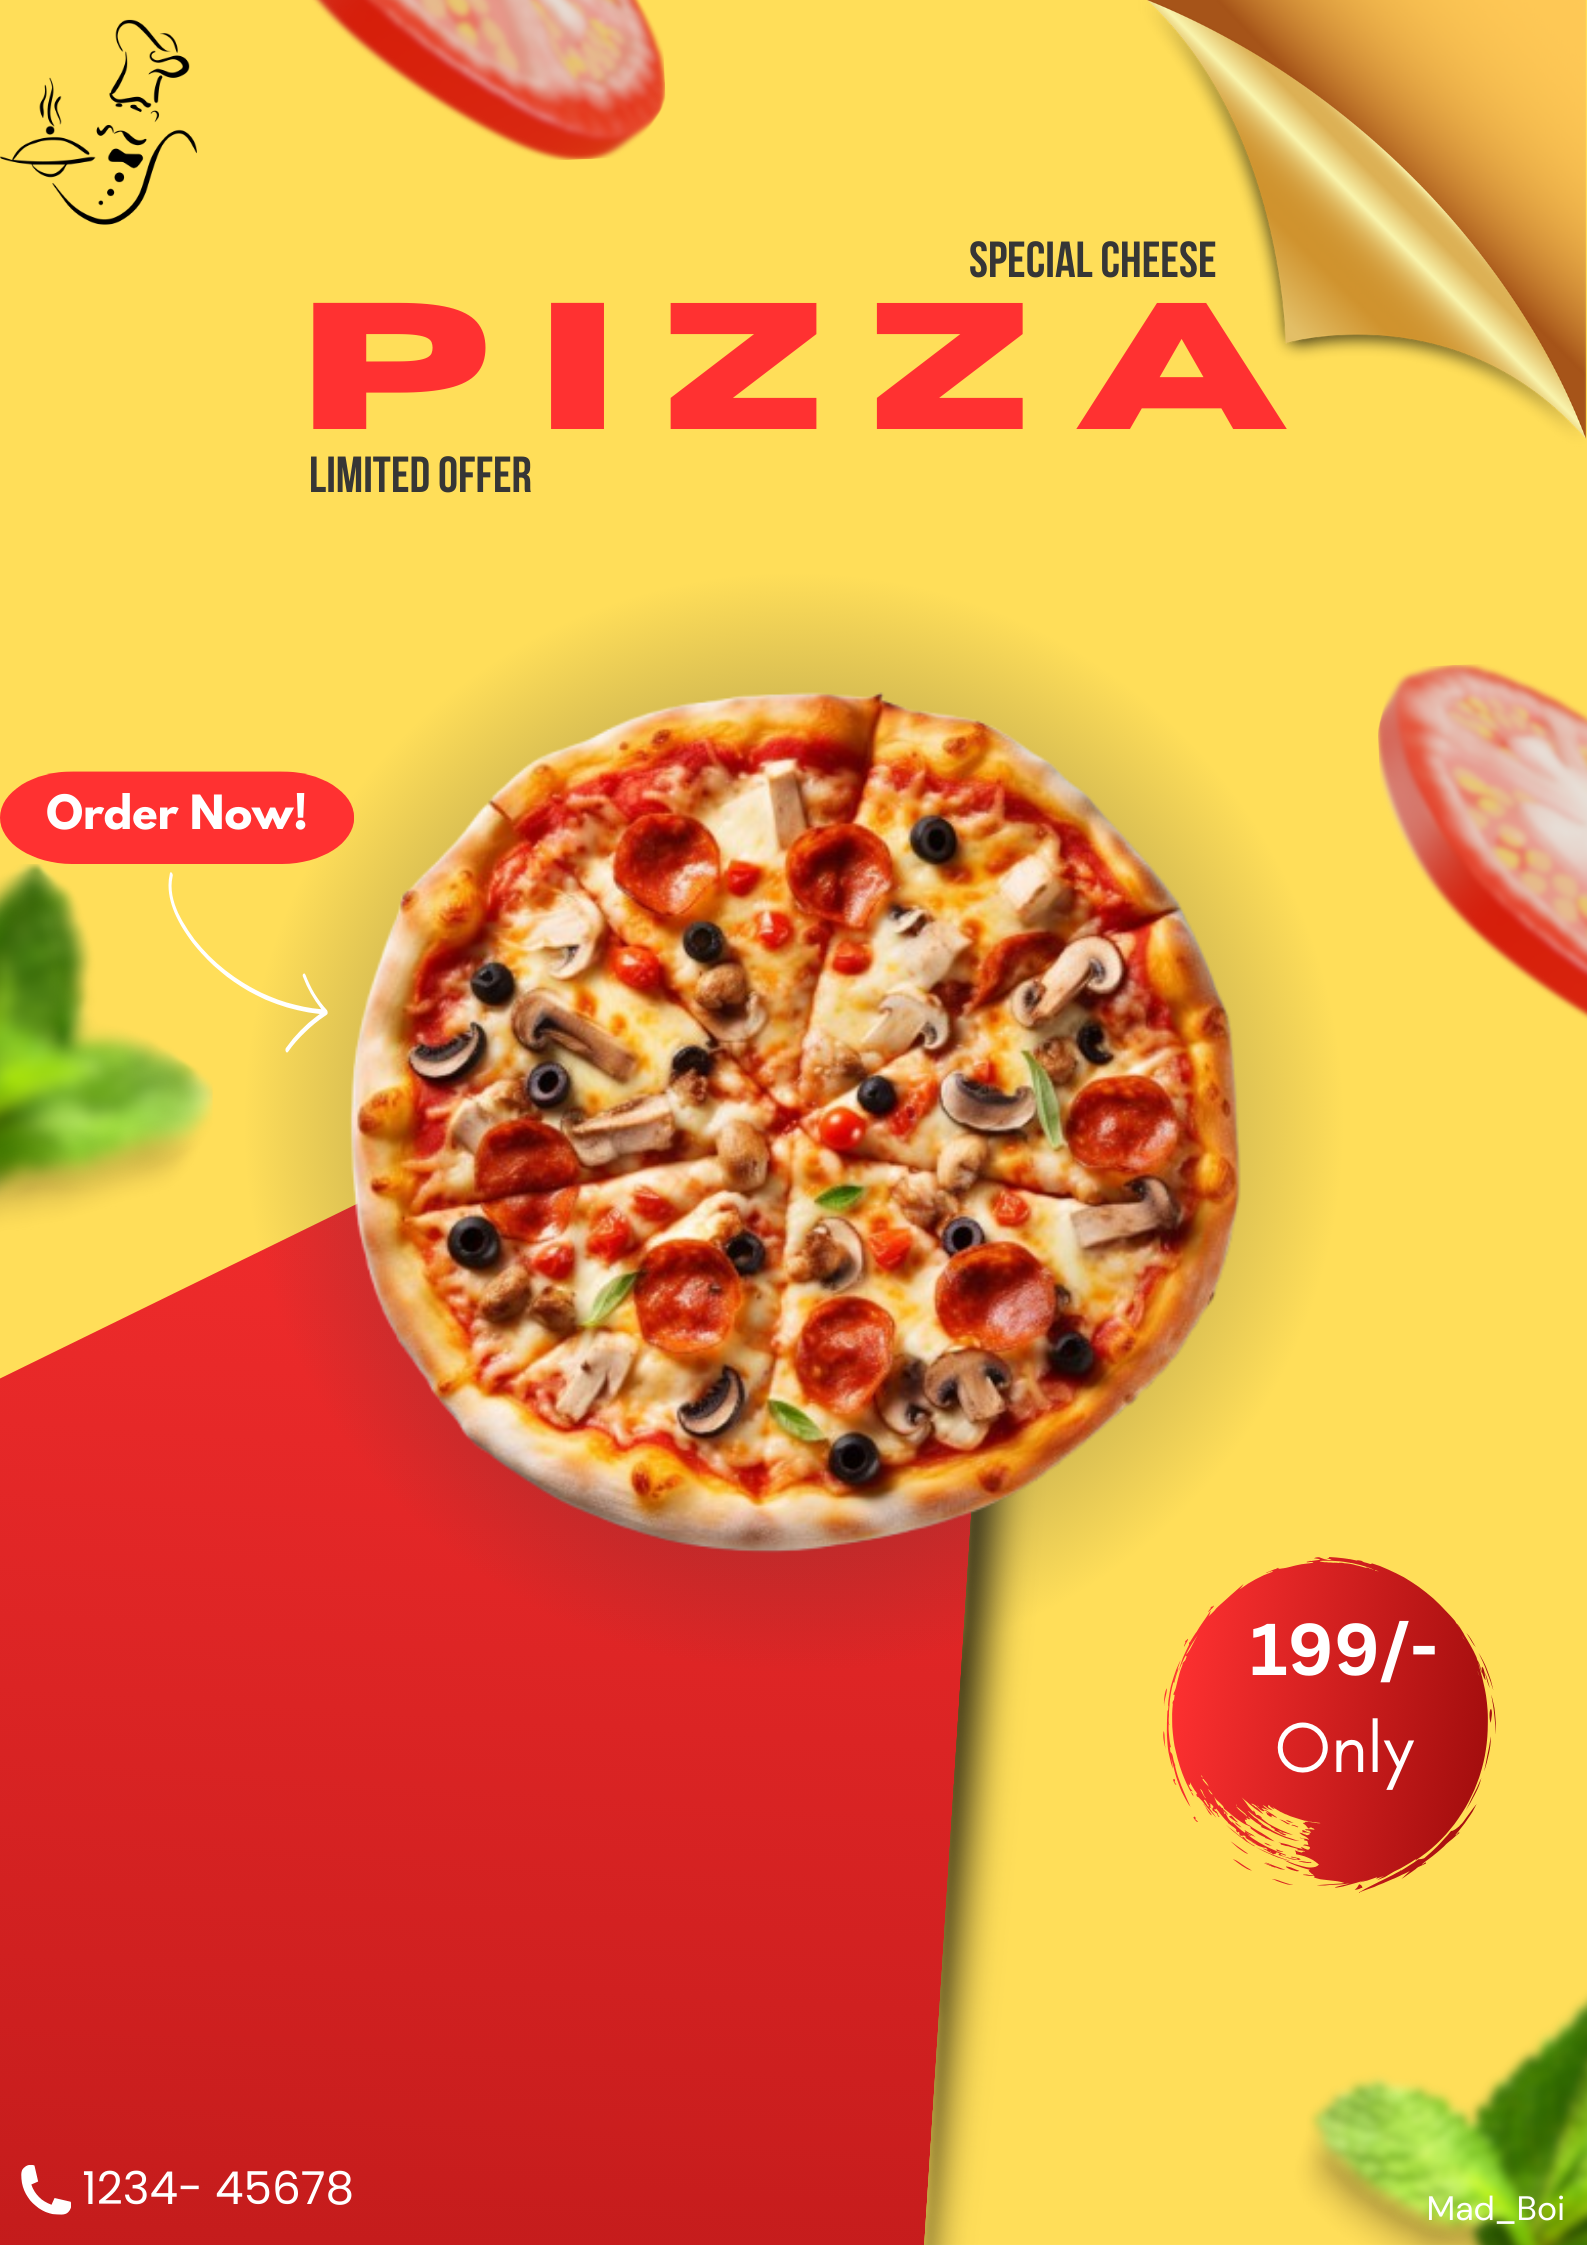 SPECIAL CHEESE
PIZZA
LIMITED OFFER
Order Now!
199/-
Only
1234- 45678
Mad_Boi